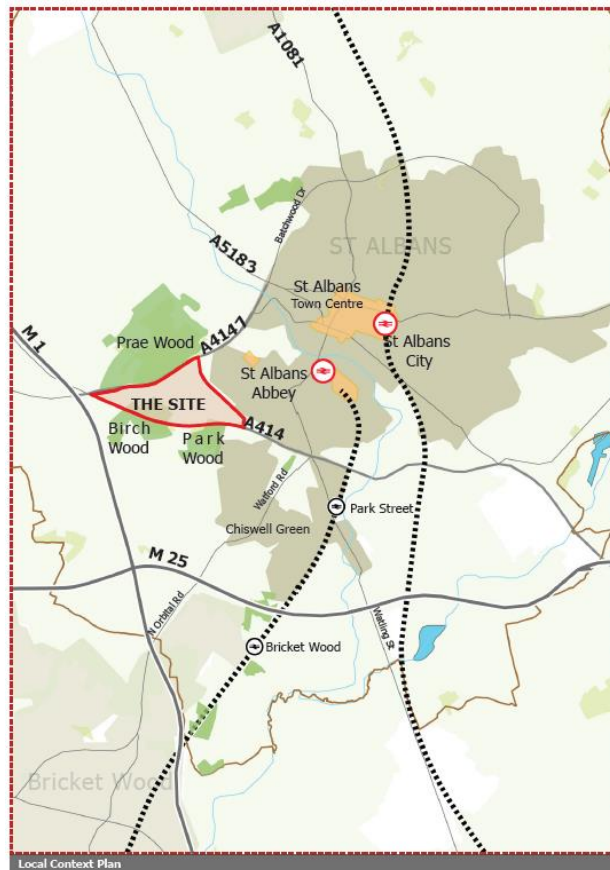 A1081
Batchwood Dr
ST ALBANS
A5183
St Albans
Town Centre
M 1
Prae Wood
A4147
St Albans
City
St Albans
Abbey
THE SITE
Birch
Wood
Park
Wood
A414
Watford Rd
Park Street
Chiswell Green
M 25
N Orbital Rd
Watling St
Bricket Wood
Bricket Wood
Local Context Plan